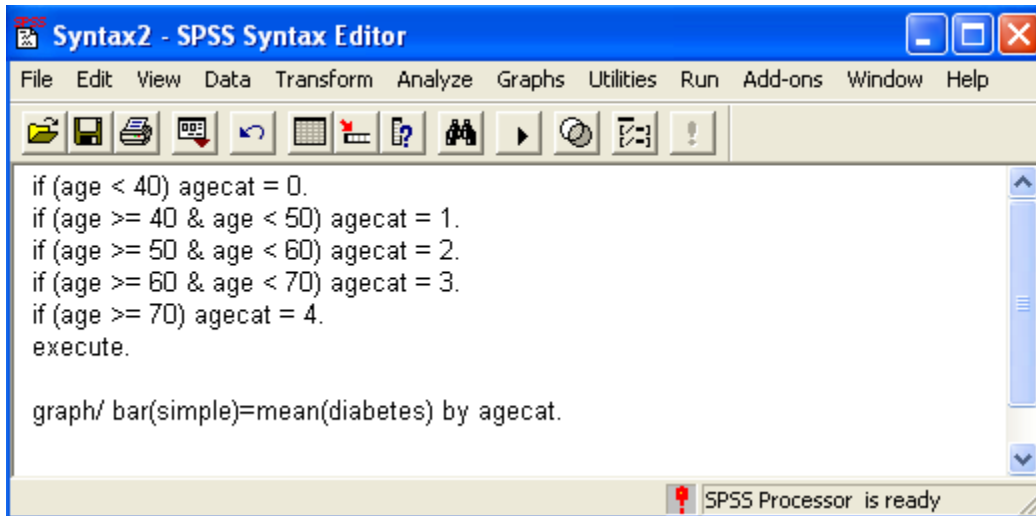 SPSS
Syntax2 - SPSS Syntax Editor
File Edit View Data Transform Analyze Graphs Utilities Run Add-ons Window Help
if (age < 40) agecat = 0.
if (age >= 40 & age < 50) agecat = 1.
if (age >= 50 & age < 60) agecat = 2.
if (age >= 60 & age < 70) agecat = 3.
if (age >= 70) agecat = 4.
execute.
graph/ bar(simple)=mean(diabetes) by agecat.
SPSS Processor is ready